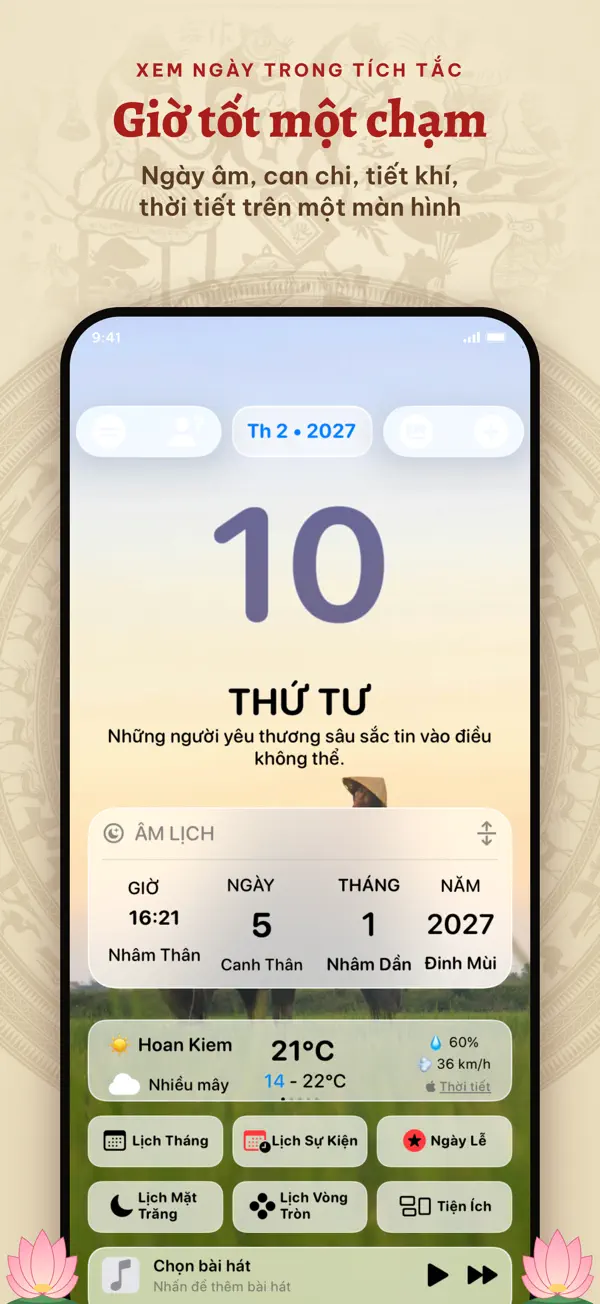 XEM NGÀY TRONG TÍCH TẮC
Giờ tốt một chạm
Ngày âm, can chi, tiết khí,
thời tiết trên một màn hình
9:41
Th 2 • 2027
10
THỨ TƯ
Những người yêu thương sâu sắc tin vào điều
không thể.
ÂM LỊCH
GIỜ NGÀY THÁNG NĂM
16:21 5 1 2027
Nhâm Thân Canh Thân Nhâm Dần Đinh Mùi
Hoan Kiem 21°C 60%
36 km/h
Nhiều mây 14 - 22°C Thời tiết
Lịch Tháng Lịch Sự Kiện Ngày Lễ
Lịch Mặt
Trăng
Lịch Vòng
Tròn
Tiện Ích
Chọn bài hát
Nhấn để thêm bài hát